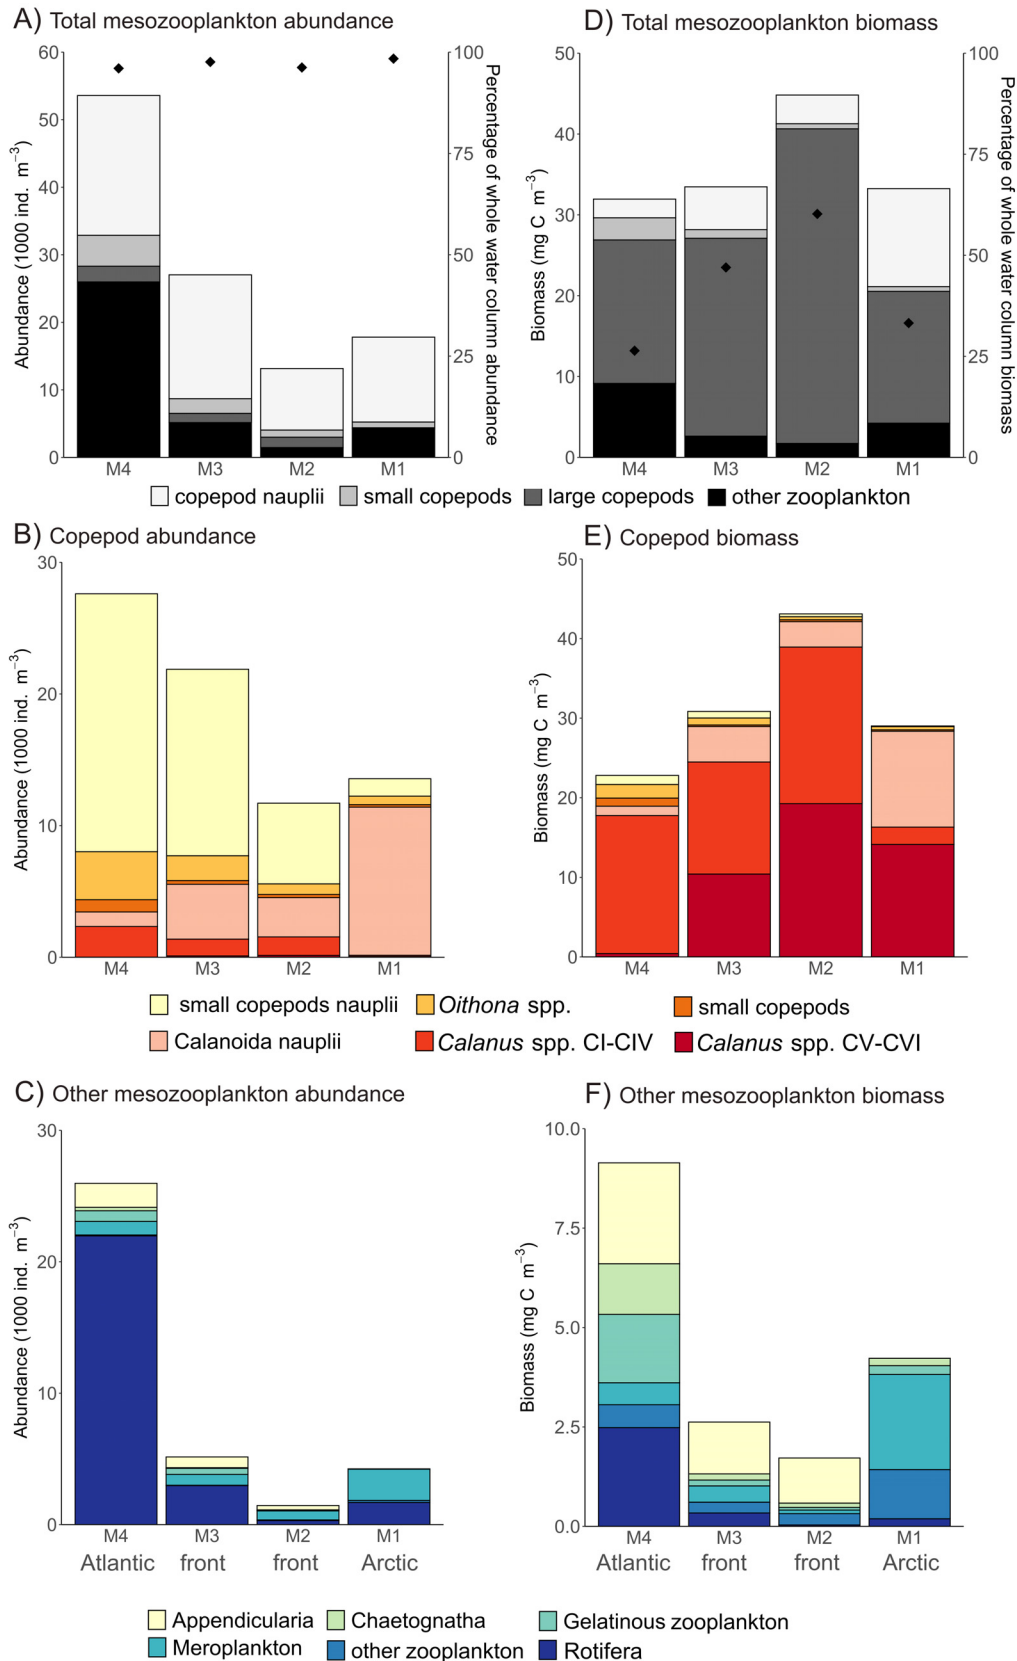 A) Total mesozooplankton abundance
60
50
40
30
20
10
0
Abundance (1000 ind. m⁻³)
100
75
50
25
0
Percentage of whole water column abundance
M4 M3 M2 M1
D) Total mesozooplankton biomass
50
40
30
20
10
0
Biomass (mg C m⁻³)
100
75
50
25
0
Percentage of whole water column biomass
M4 M3 M2 M1
copepod nauplii small copepods large copepods other zooplankton
B) Copepod abundance
30
20
10
0
Abundance (1000 ind. m⁻³)
M4 M3 M2 M1
E) Copepod biomass
50
40
30
20
10
0
Biomass (mg C m⁻³)
M4 M3 M2 M1
small copepods nauplii Oithona spp. small copepods
Calanoida nauplii Calanus spp. CI-CIV Calanus spp. CV-CVI
C) Other mesozooplankton abundance
30
20
10
0
Abundance (1000 ind. m⁻³)
M4 M3 M2 M1
Atlantic front front Arctic
F) Other mesozooplankton biomass
10.0
7.5
5.0
2.5
0.0
Biomass (mg C m⁻³)
M4 M3 M2 M1
Atlantic front front Arctic
Appendicularia Chaetognatha Gelatinous zooplankton
Meroplankton other zooplankton Rotifera